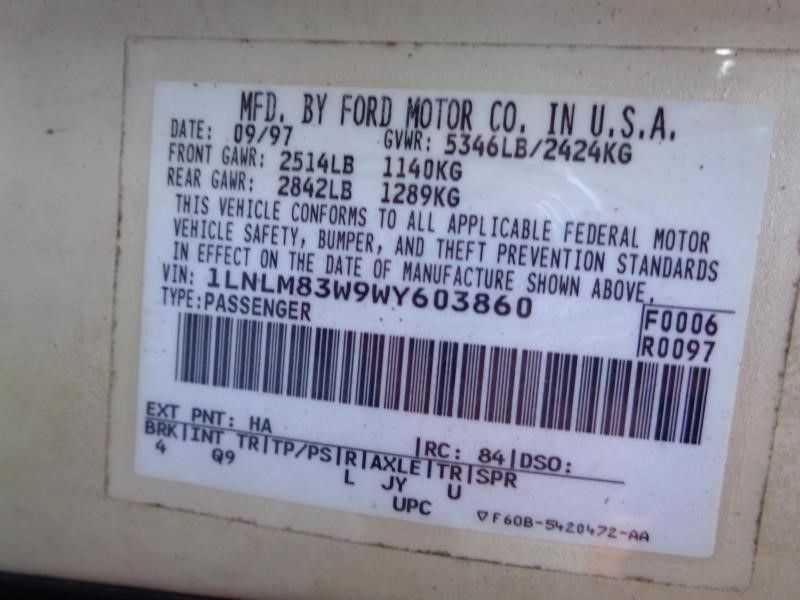 MFD. BY FORD MOTOR CO. IN U.S.A.
DATE: 09/97 GVWR: 5346LB/2424KG
FRONT GAWR: 2514LB 1140KG
REAR GAWR: 2842LB 1289KG
THIS VEHICLE CONFORMS TO ALL APPLICABLE FEDERAL MOTOR
VEHICLE SAFETY, BUMPER, AND THEFT PREVENTION STANDARDS
IN EFFECT ON THE DATE OF MANUFACTURE SHOWN ABOVE.
VIN: 1LNLM83W9WY603860
TYPE:PASSENGER
F0006
R0097
EXT PNT: HA RC: 84 DSO:
BRK INT TR TP/PS R AXLE TR SPR
4 Q9 L JY U
UPC ▽F60B-5420472-AA